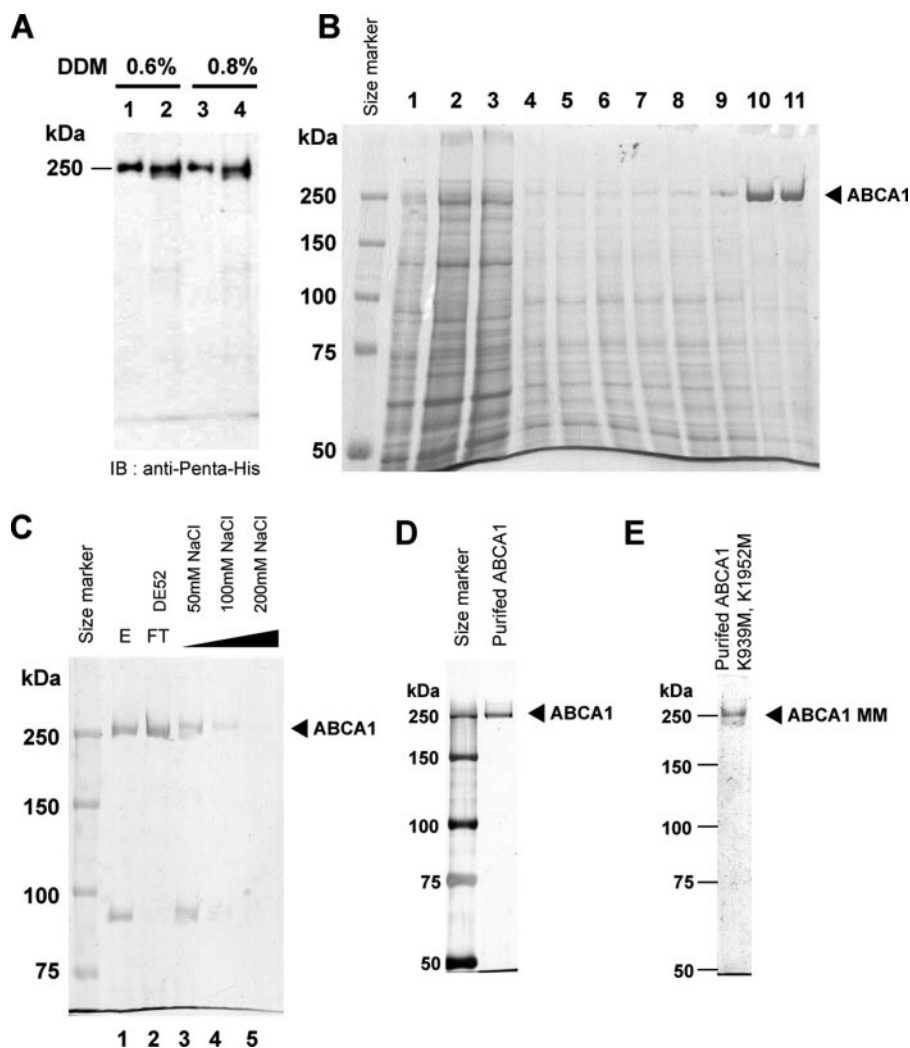 A
DDM 0.6% 0.8%
1 2 3 4
kDa
250
IB : anti-Penta-His
B
Size marker
1 2 3 4 5 6 7 8 9 10 11
kDa
250
150
100
75
50
ABCA1
C
Size marker
E
FT
DE52
50mM NaCl
100mM NaCl
200mM NaCl
kDa
250
150
100
75
ABCA1
1 2 3 4 5
D
Size marker
Purifed ABCA1
kDa
250
150
100
75
50
ABCA1
E
Purifed ABCA1
K939M, K1952M
kDa
250
150
100
75
50
ABCA1 MM